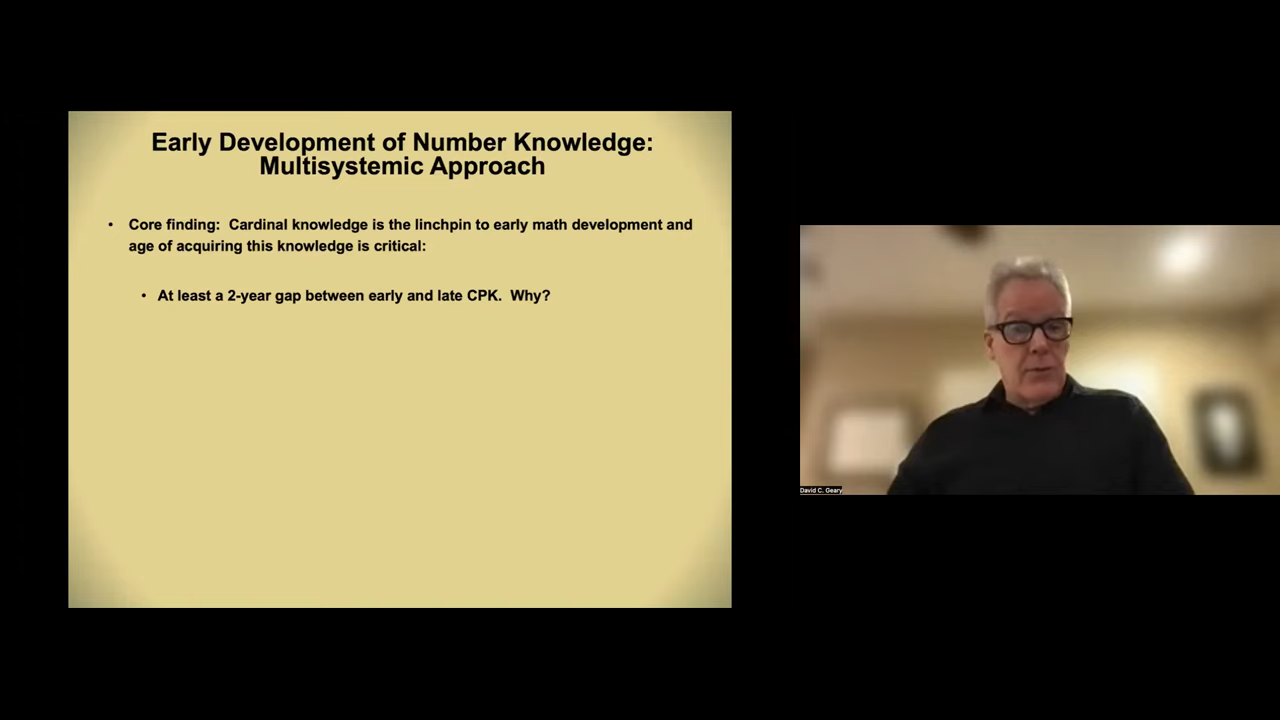 Early Development of Number Knowledge:
Multisystemic Approach
• Core finding: Cardinal knowledge is the linchpin to early math development and
age of acquiring this knowledge is critical:
• At least a 2-year gap between early and late CPK. Why?
David C. Geary